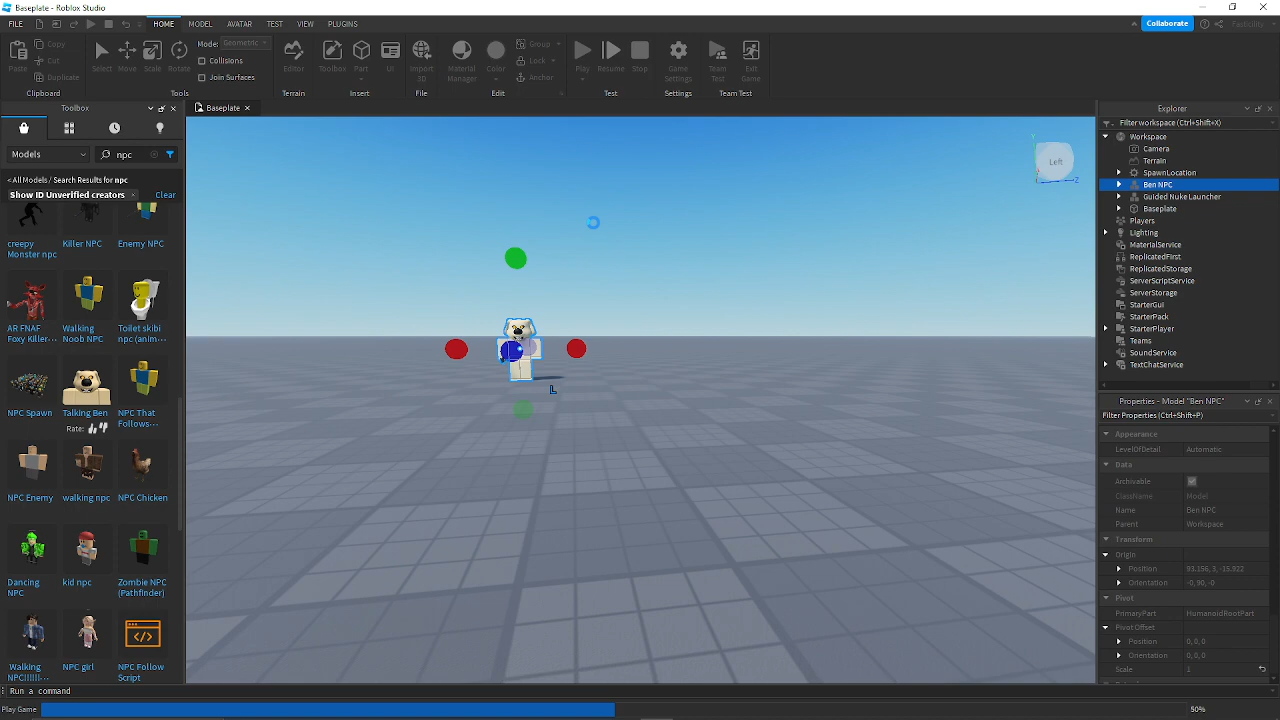 Baseplate - Roblox Studio
FILE
HOME MODEL AVATAR TEST VIEW PLUGINS
Collaborate
Paste
Copy
Cut
Duplicate
Clipboard
Select Move Scale Rotate
Mode: Geometric
Collisions
Join Surfaces
Tools
Editor
Terrain
Toolbox Part UI
Insert
Import 3D
File
Material Manager
Color
Group
Lock
Anchor
Edit
Play Resume Stop
Test
Game Settings
Settings
Team Test
Exit Game
Team Test
Toolbox
Baseplate
Models
npc
<All Models / Search Results for npc
Show ID Unverified creators
Clear
creepy Monster npc
Killer NPC
Enemy NPC
AR FNAF Foxy Killer···
Walking Noob NPC
Toilet skibi npc (anim···
NPC Spawn
Talking Ben
Rate:
NPC That Follows···
NPC Enemy
walking npc
NPC Chicken
Dancing NPC
kid npc
Zombie NPC (Pathfinder)
Walking NPC!!!!!!···
NPC girl
NPC Follow Script
Left
Y
Z
L
Explorer
Filter workspace (Ctrl+Shift+X)
Workspace
Camera
Terrain
SpawnLocation
Ben NPC
Guided Nuke Launcher
Baseplate
Players
Lighting
MaterialService
ReplicatedFirst
ReplicatedStorage
ServerScriptService
ServerStorage
StarterGui
StarterPack
StarterPlayer
Teams
SoundService
TextChatService
Properties - Model "Ben NPC"
Filter Properties (Ctrl+Shift+P)
Appearance
LevelOfDetail Automatic
Data
Archivable
ClassName Model
Name Ben NPC
Parent Workspace
Transform
Origin
Position 93.186, 3, -15.922
Orientation -0, 90, -0
Pivot
PrimaryPart HumanoidRootPart
Pivot Offset
Position 0, 0, 0
Orientation 0, 0, 0
Scale 1
Run a command
Play Game
50%